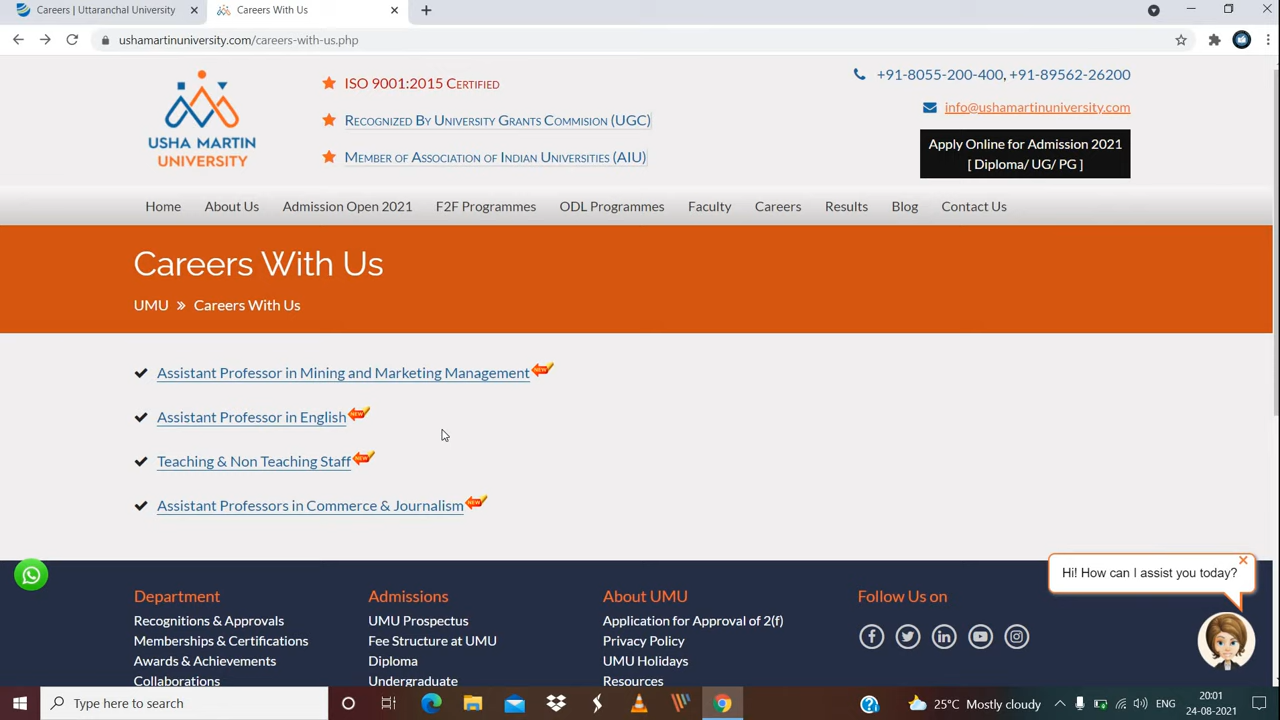 Careers | Uttaranchal University
Careers With Us
ushamartinuniversity.com/careers-with-us.php
USHA MARTIN
UNIVERSITY
ISO 9001:2015 Certified
Recognized By University Grants Commision (UGC)
Member of Association of Indian Universities (AIU)
+91-8055-200-400, +91-89562-26200
info@ushamartinuniversity.com
Apply Online for Admission 2021
[ Diploma/ UG/ PG ]
Home About Us Admission Open 2021 F2F Programmes ODL Programmes Faculty Careers Results Blog Contact Us
Careers With Us
UMU » Careers With Us
Assistant Professor in Mining and Marketing Management NEW
Assistant Professor in English NEW
Teaching & Non Teaching Staff NEW
Assistant Professors in Commerce & Journalism NEW
Hi! How can I assist you today?
Department
Recognitions & Approvals
Memberships & Certifications
Awards & Achievements
Collaborations
Admissions
UMU Prospectus
Fee Structure at UMU
Diploma
Undergraduate
About UMU
Application for Approval of 2(f)
Privacy Policy
UMU Holidays
Resources
Follow Us on
Type here to search
25°C Mostly cloudy
ENG
20:01
24-08-2021